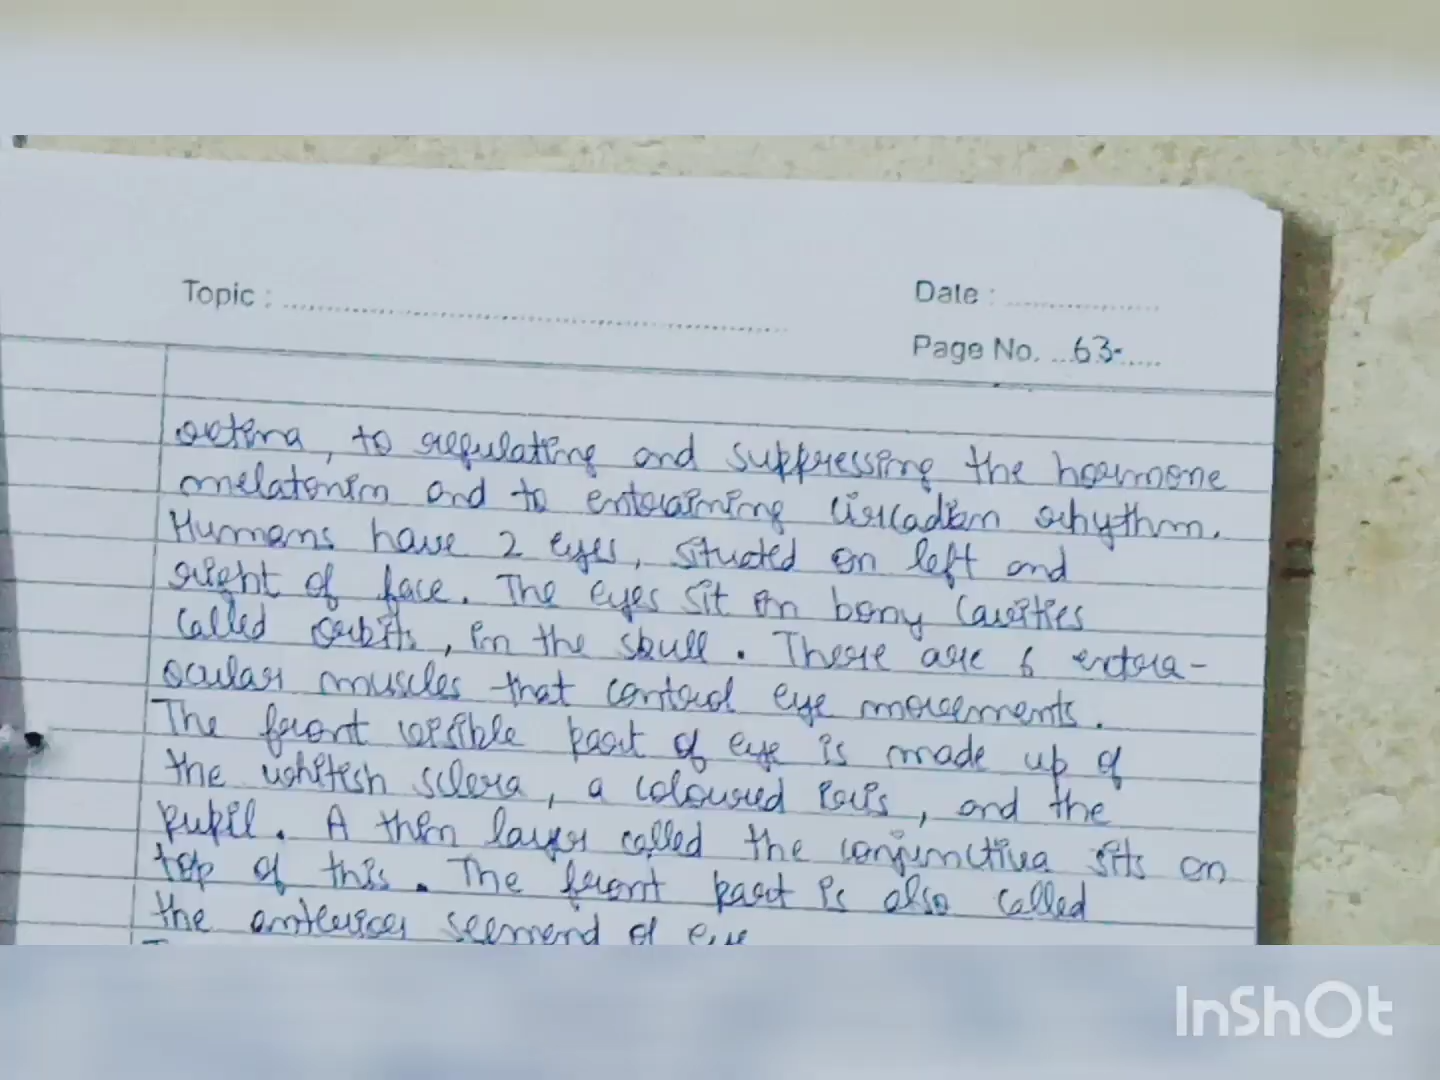 Topic : ..............................
Date : ..................
Page No. ...63-.....
retina, to regulating and suppressing the hormone
melatonin and to entraining circadian rhythm.
Humans have 2 eyes, situated on left and
right of face. The eyes sit in bony cavities
called orbits, in the skull. There are 6 extra-
ocular muscles that control eye movements.
The front visible part of eye is made up of
the whitish sclera, a coloured iris, and the
pupil. A thin layer called the conjunctiva sits on
top of this. The front part is also called
the anterior of eye
InShOt